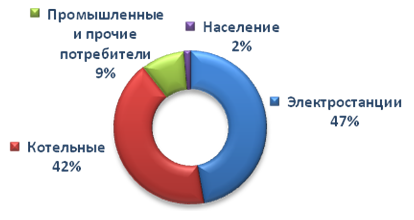 Промышленные
и прочие
потребители
9%
Население
2%
Электростанции
47%
Котельные
42%